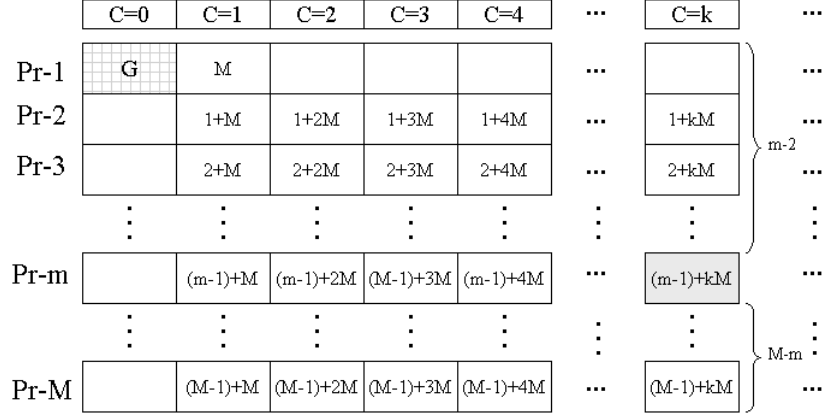 C=0 C=1 C=2 C=3 C=4 ... C=k ...
Pr-1 G M ... ...
Pr-2 1+M 1+2M 1+3M 1+4M ... 1+kM ...
m-2
Pr-3 2+M 2+2M 2+3M 2+4M ... 2+kM ...
Pr-m (m-1)+M (m-1)+2M (M-1)+3M (m-1)+4M ... (m-1)+kM ...
M-m
Pr-M (M-1)+M (M-1)+2M (M-1)+3M (M-1)+4M ... (M-1)+kM ...